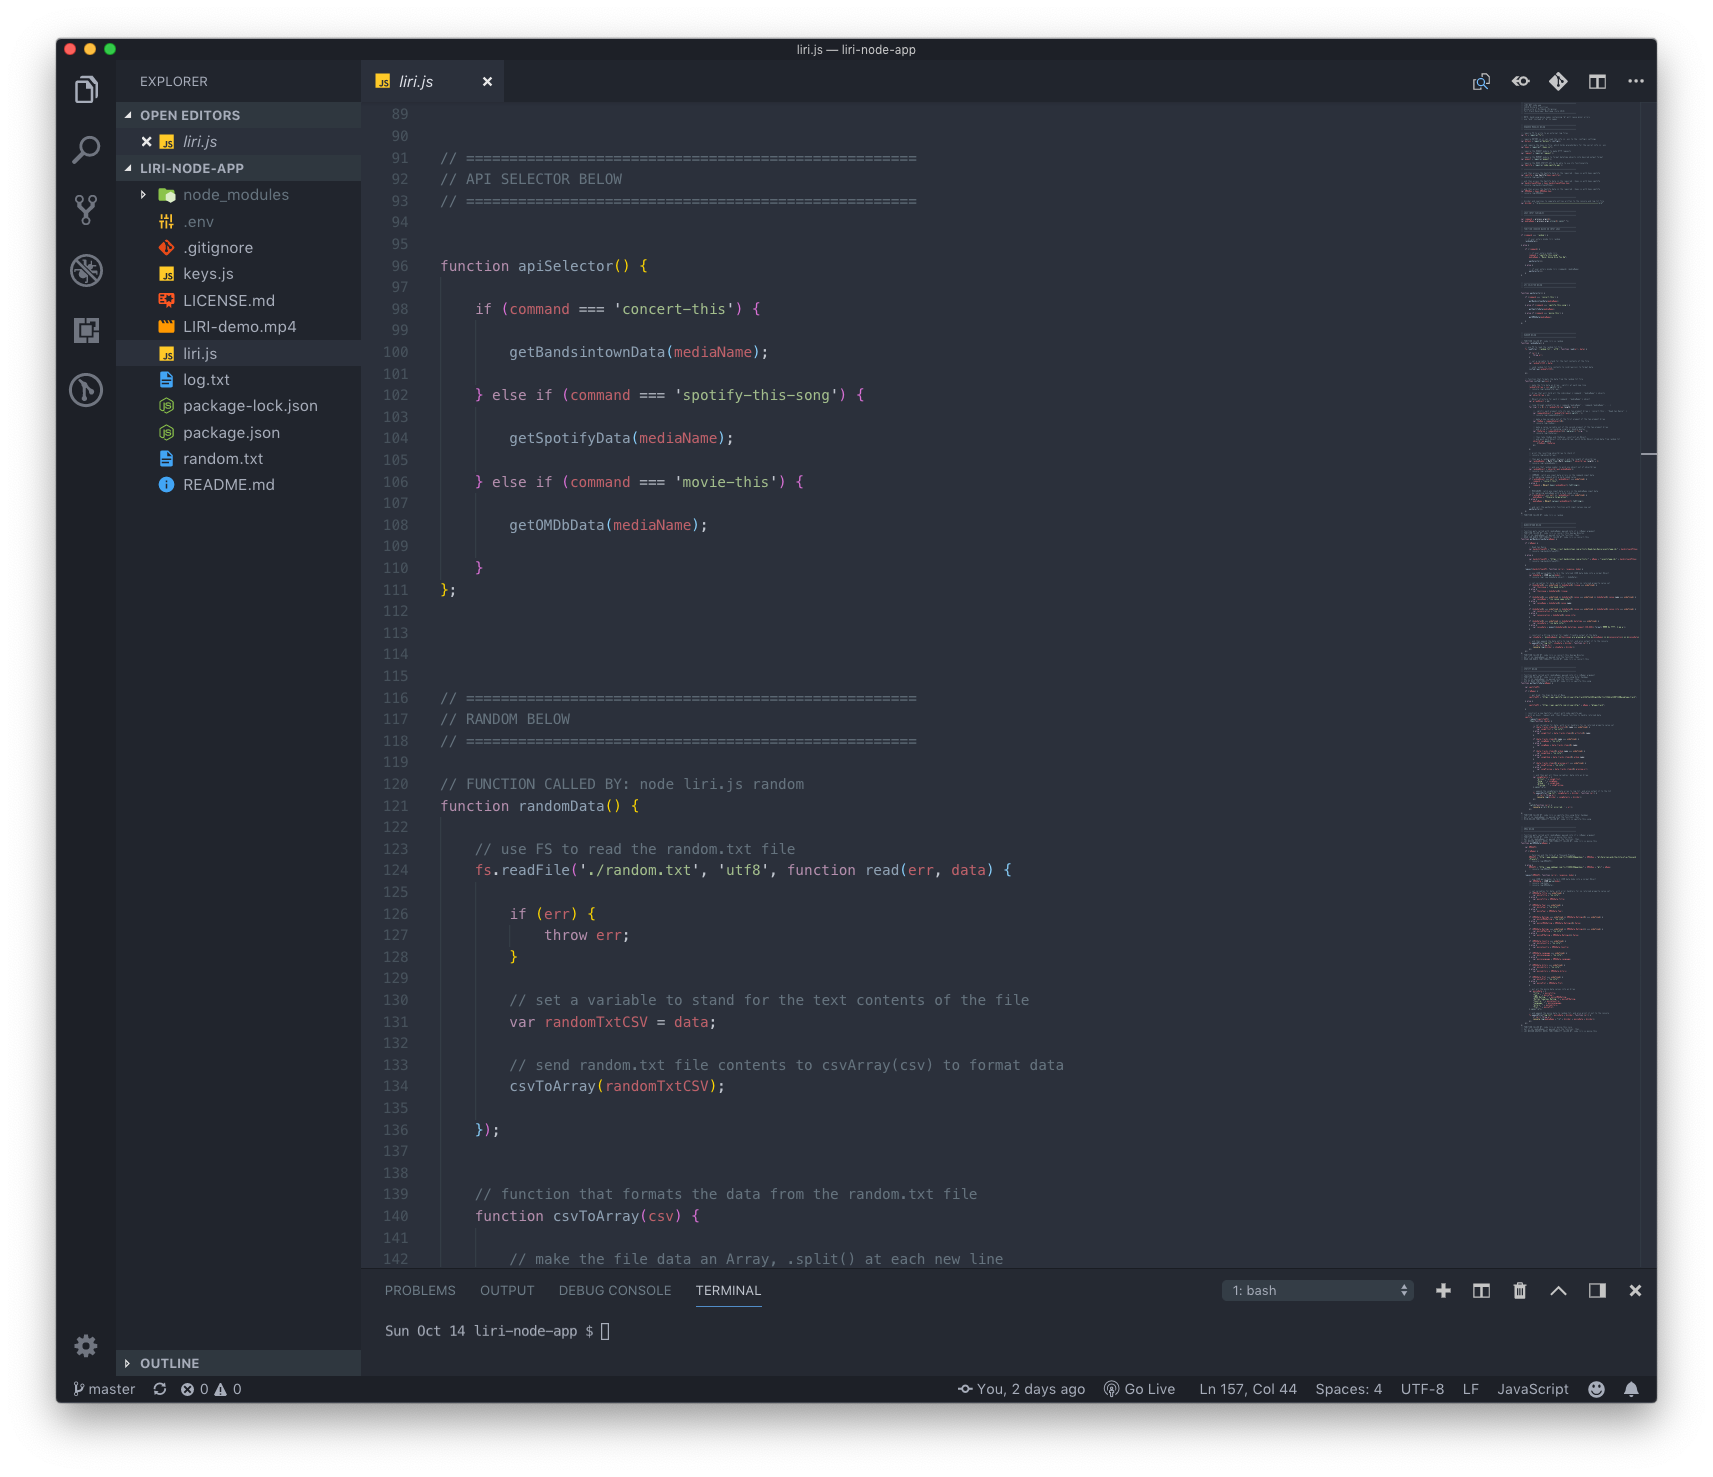 liri.js — liri-node-app
EXPLORER
OPEN EDITORS
liri.js
LIRI-NODE-APP
node_modules
.env
.gitignore
keys.js
LICENSE.md
LIRI-demo.mp4
liri.js
log.txt
package-lock.json
package.json
random.txt
README.md
OUTLINE
liri.js
89
90
91 // ====================================================
92 // API SELECTOR BELOW
93 // ====================================================
94
95
96 function apiSelector() {
97
98 if (command === 'concert-this') {
99
100 getBandsintownData(mediaName);
101
102 } else if (command === 'spotify-this-song') {
103
104 getSpotifyData(mediaName);
105
106 } else if (command === 'movie-this') {
107
108 getOMDbData(mediaName);
109
110 }
111 };
112
113
114
115
116 // ====================================================
117 // RANDOM BELOW
118 // ====================================================
119
120 // FUNCTION CALLED BY: node liri.js random
121 function randomData() {
122
123 // use FS to read the random.txt file
124 fs.readFile('./random.txt', 'utf8', function read(err, data) {
125
126 if (err) {
127 throw err;
128 }
129
130 // set a variable to stand for the text contents of the file
131 var randomTxtCSV = data;
132
133 // send random.txt file contents to csvArray(csv) to format data
134 csvToArray(randomTxtCSV);
135
136 });
137
138
139 // function that formats the data from the random.txt file
140 function csvToArray(csv) {
141
142 // make the file data an Array, .split() at each new line
PROBLEMS OUTPUT DEBUG CONSOLE TERMINAL 1: bash
Sun Oct 14 liri-node-app $
master 0 0 You, 2 days ago Go Live Ln 157, Col 44 Spaces: 4 UTF-8 LF JavaScript